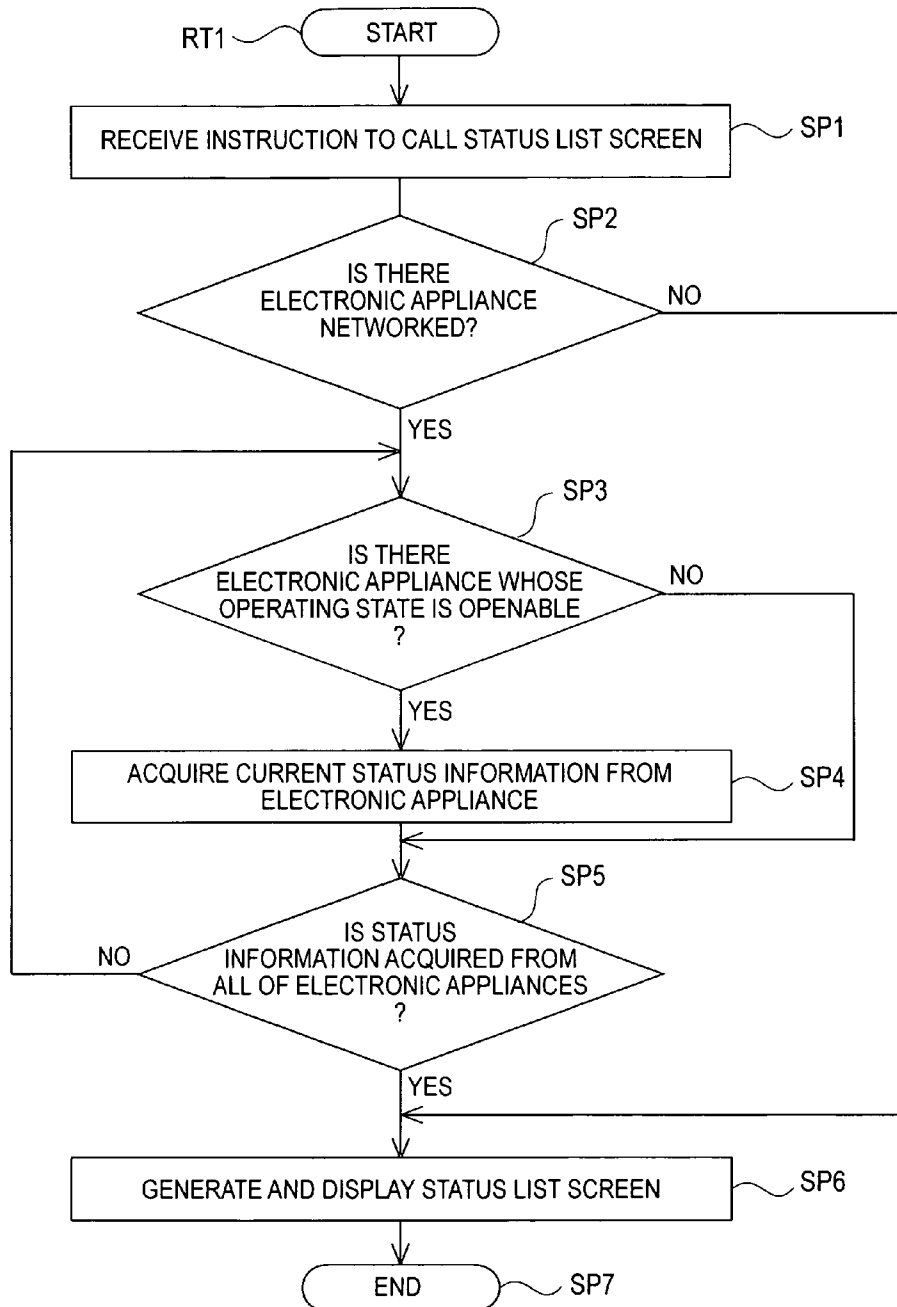 RT1
START
RECEIVE INSTRUCTION TO CALL STATUS LIST SCREEN
SP1
SP2
IS THERE
ELECTRONIC APPLIANCE
NETWORKED?
NO
YES
SP3
IS THERE
ELECTRONIC APPLIANCE WHOSE
OPERATING STATE IS OPENABLE
?
NO
YES
ACQUIRE CURRENT STATUS INFORMATION FROM
ELECTRONIC APPLIANCE
SP4
SP5
IS STATUS
INFORMATION ACQUIRED FROM
ALL OF ELECTRONIC APPLIANCES
?
NO
YES
GENERATE AND DISPLAY STATUS LIST SCREEN
SP6
END
SP7